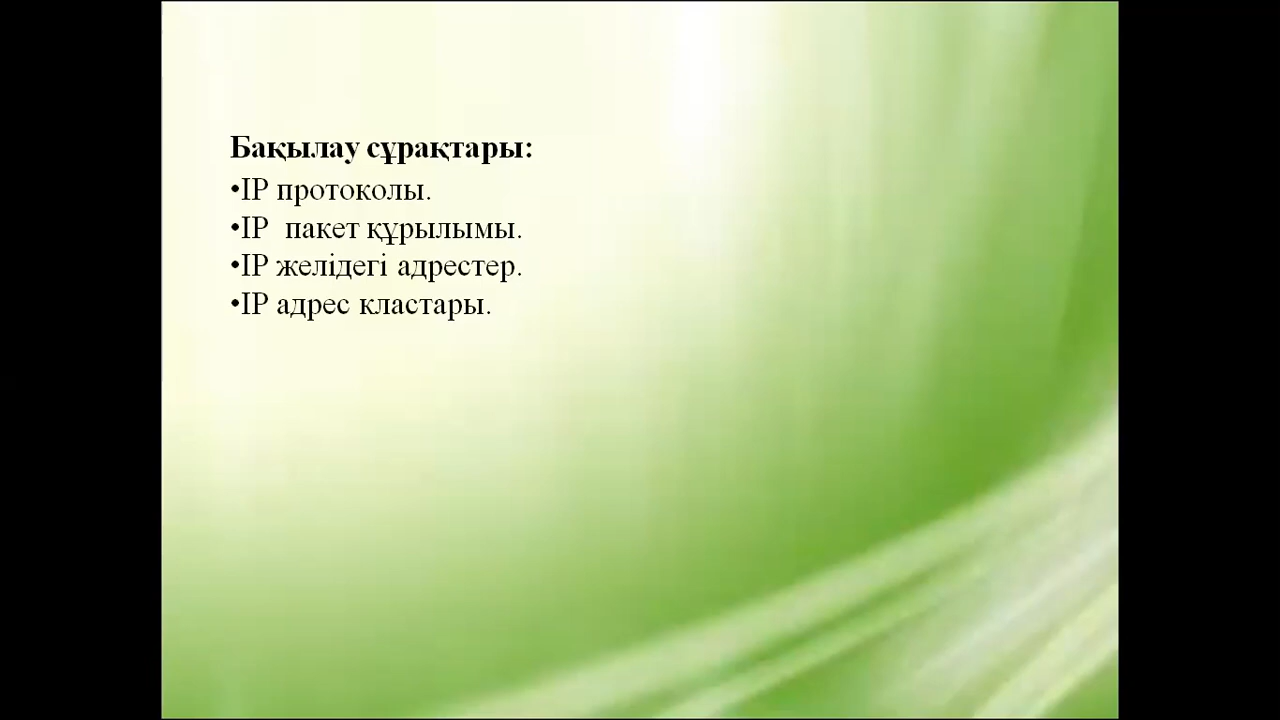 Бақылау сұрақтары:
•IP протоколы.
•IP  пакет құрылымы.
•IP желідегі адрестер.
•IP адрес кластары.